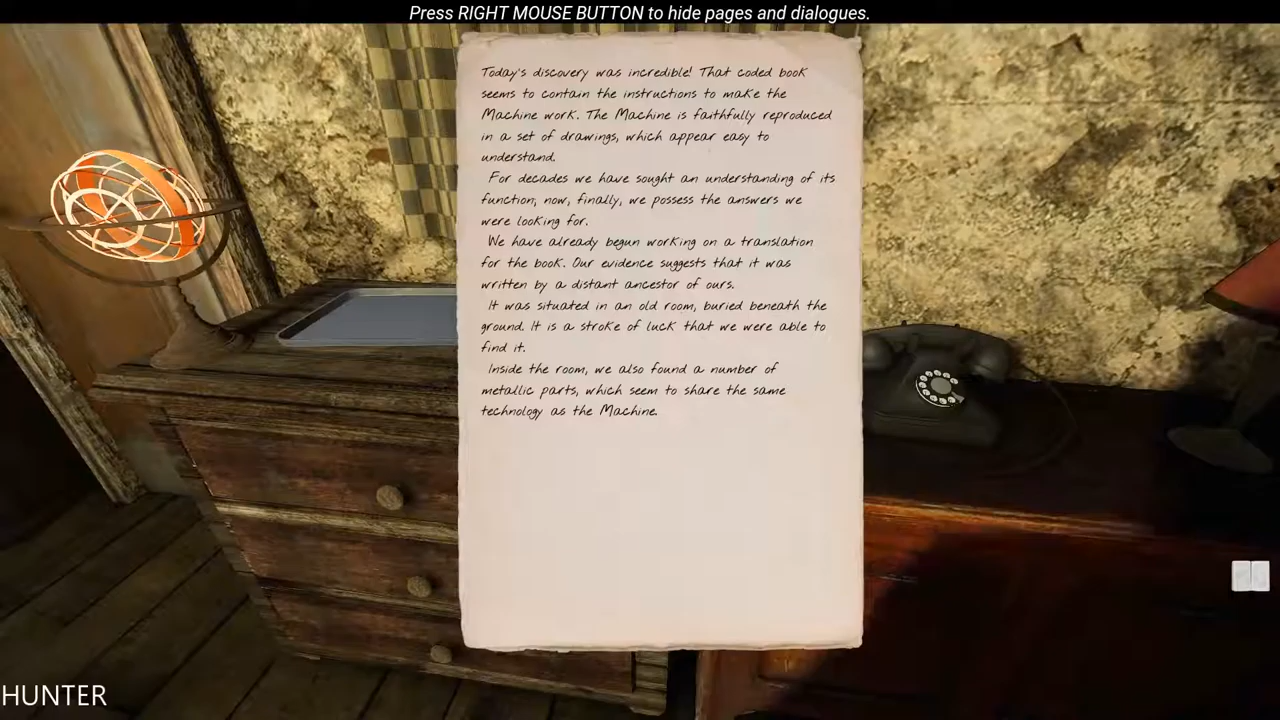 Press RIGHT MOUSE BUTTON to hide pages and dialogues.
Today's discovery was incredible! That coded book
seems to contain the instructions to make the
Machine work. The Machine is faithfully reproduced
in a set of drawings, which appear easy to
understand.
For decades we have sought an understanding of its
function; now, finally, we possess the answers we
were looking for.
We have already begun working on a translation
for the book. Our evidence suggests that it was
written by a distant ancestor of ours.
It was situated in an old room, buried beneath the
ground. It is a stroke of luck that we were able to
find it.
Inside the room, we also found a number of
metallic parts, which seem to share the same
technology as the Machine.
HUNTER